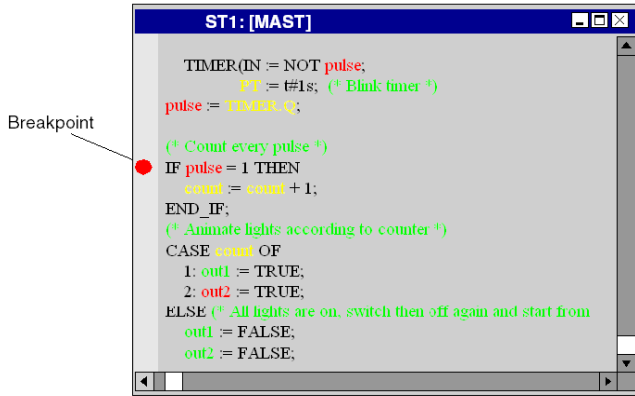 ST1: [MAST]
TIMER(IN := NOT pulse;
PT := t#1s; (* Blink timer *)
pulse := TIMER.Q;
Breakpoint
(* Count every pulse *)
IF pulse = 1 THEN
count := count + 1;
END_IF;
(* Animate lights according to counter *)
CASE count OF
1: out1 := TRUE;
2: out2 := TRUE;
ELSE (* All lights are on, switch then off again and start from
out1 := FALSE;
out2 := FALSE;